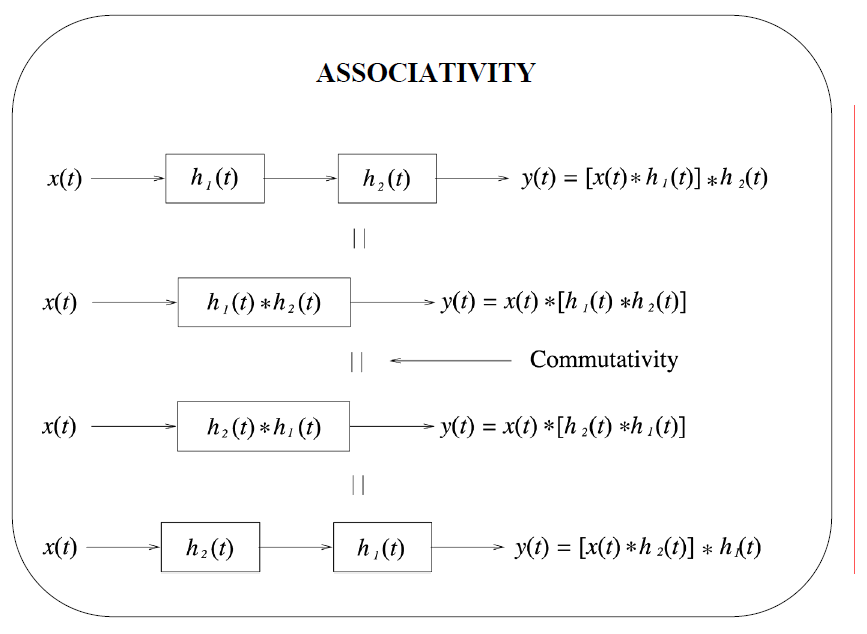 ASSOCIATIVITY
x(t) h₁(t) h₂(t) y(t) = [x(t)*h₁(t)]*h₂(t)
||
x(t) h₁(t)*h₂(t) y(t) = x(t)*[h₁(t)*h₂(t)]
|| Commutativity
x(t) h₂(t)*h₁(t) y(t) = x(t)*[h₂(t)*h₁(t)]
||
x(t) h₂(t) h₁(t) y(t) = [x(t)*h₂(t)]*h₁(t)